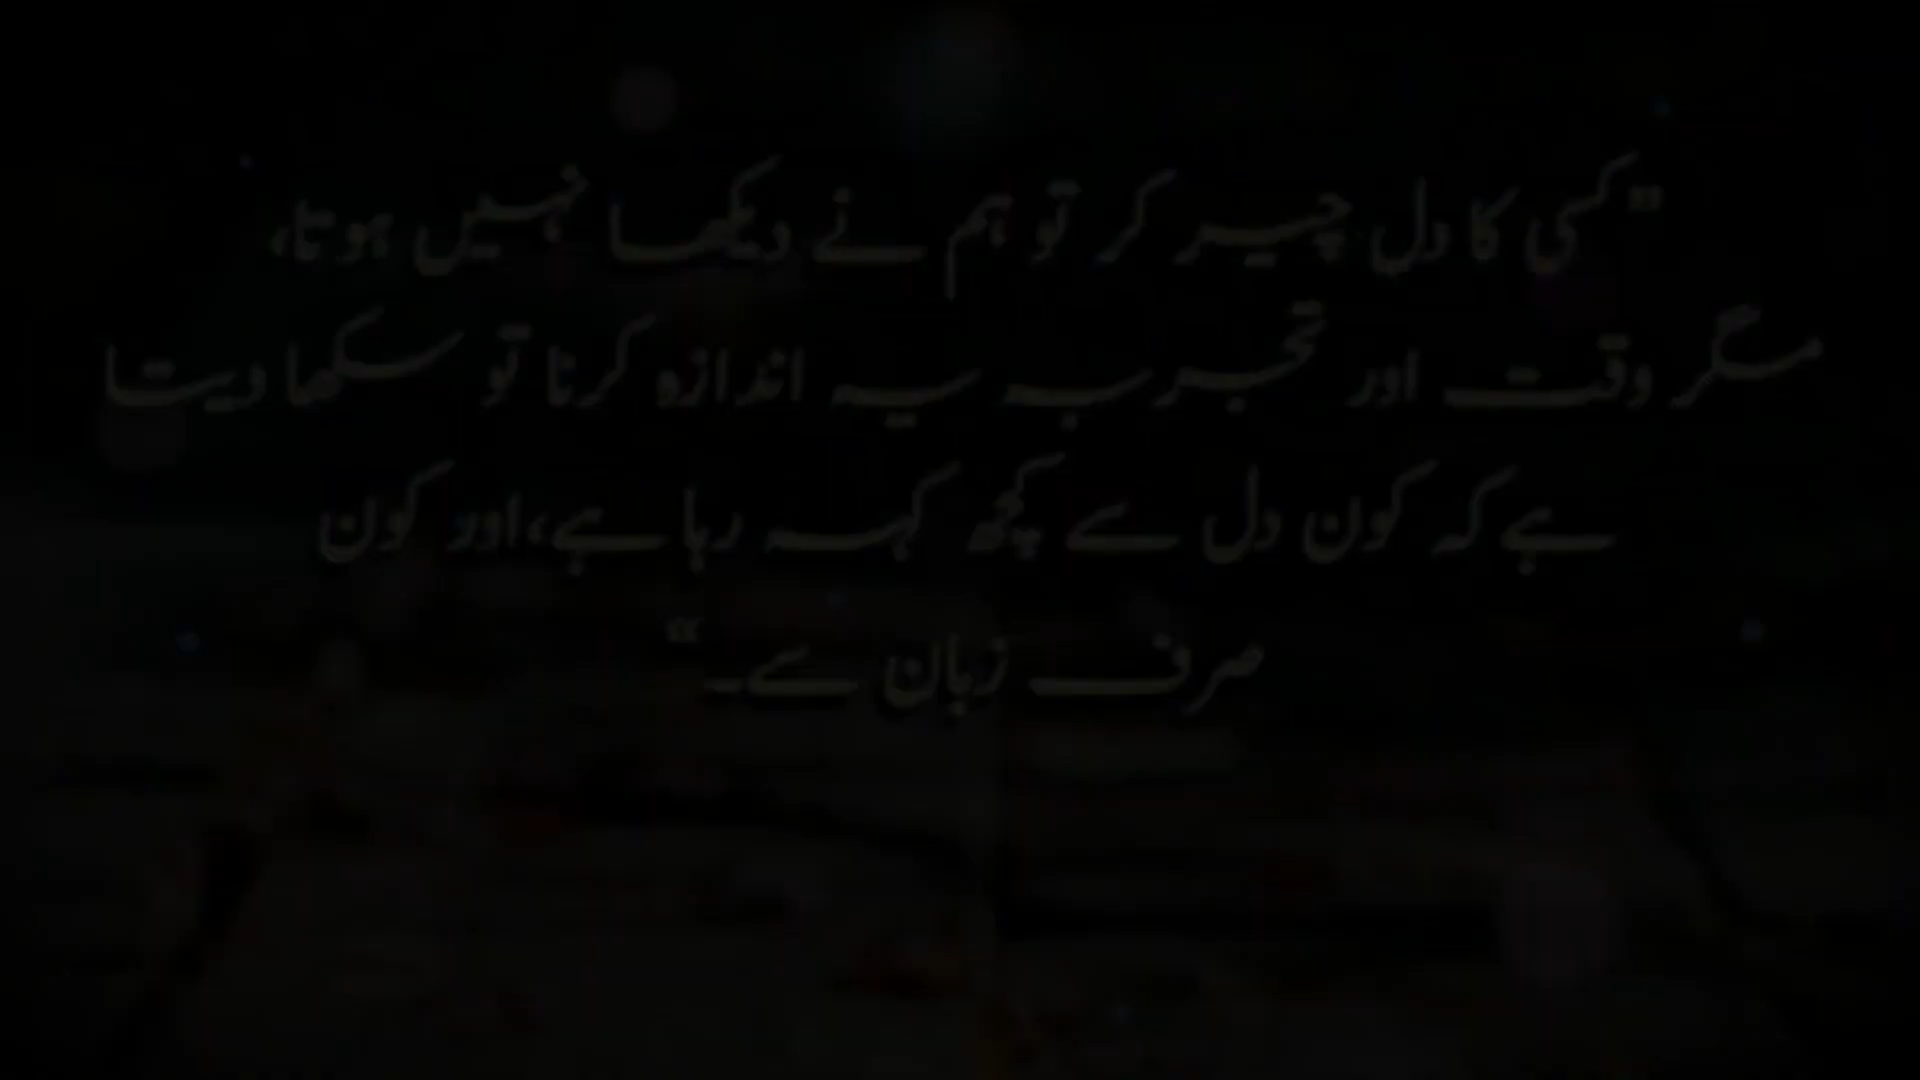 ”کسی کا دل چیر کر تو ہم نے دیکھا نہیں ہوتا،
مگر وقت اور تجربہ یہ اندازہ کرنا تو سکھا دیتا
ہے کہ کون دل سے کچھ کہہ رہا ہے، اور کون
صرف زبان سے۔“